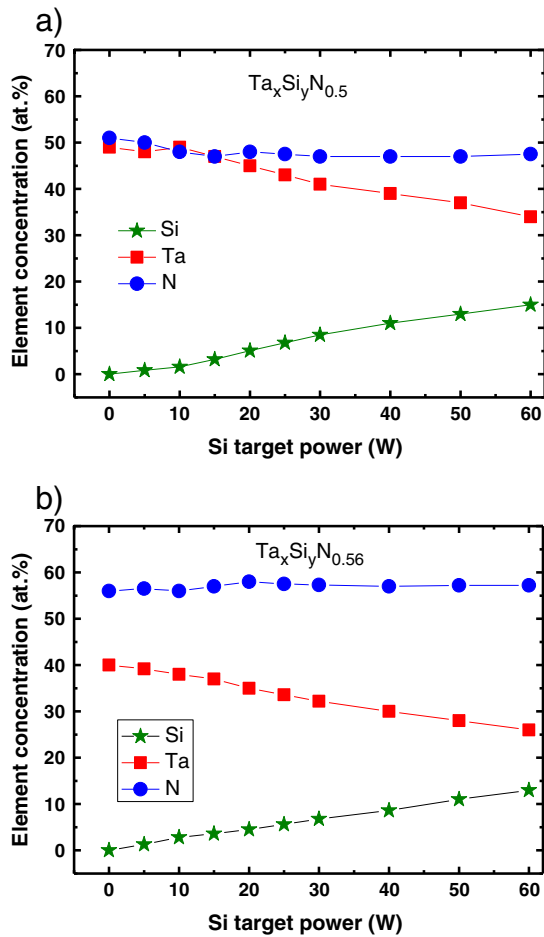 a)
70
60
50
40
30
20
10
0
Element concentration (at.%)
Ta_xSi_yN_0.5
Si
Ta
N
0 10 20 30 40 50 60
Si target power (W)
b)
70
60
50
40
30
20
10
0
Element concentration (at.%)
Ta_xSi_yN_0.56
Si
Ta
N
0 10 20 30 40 50 60
Si target power (W)